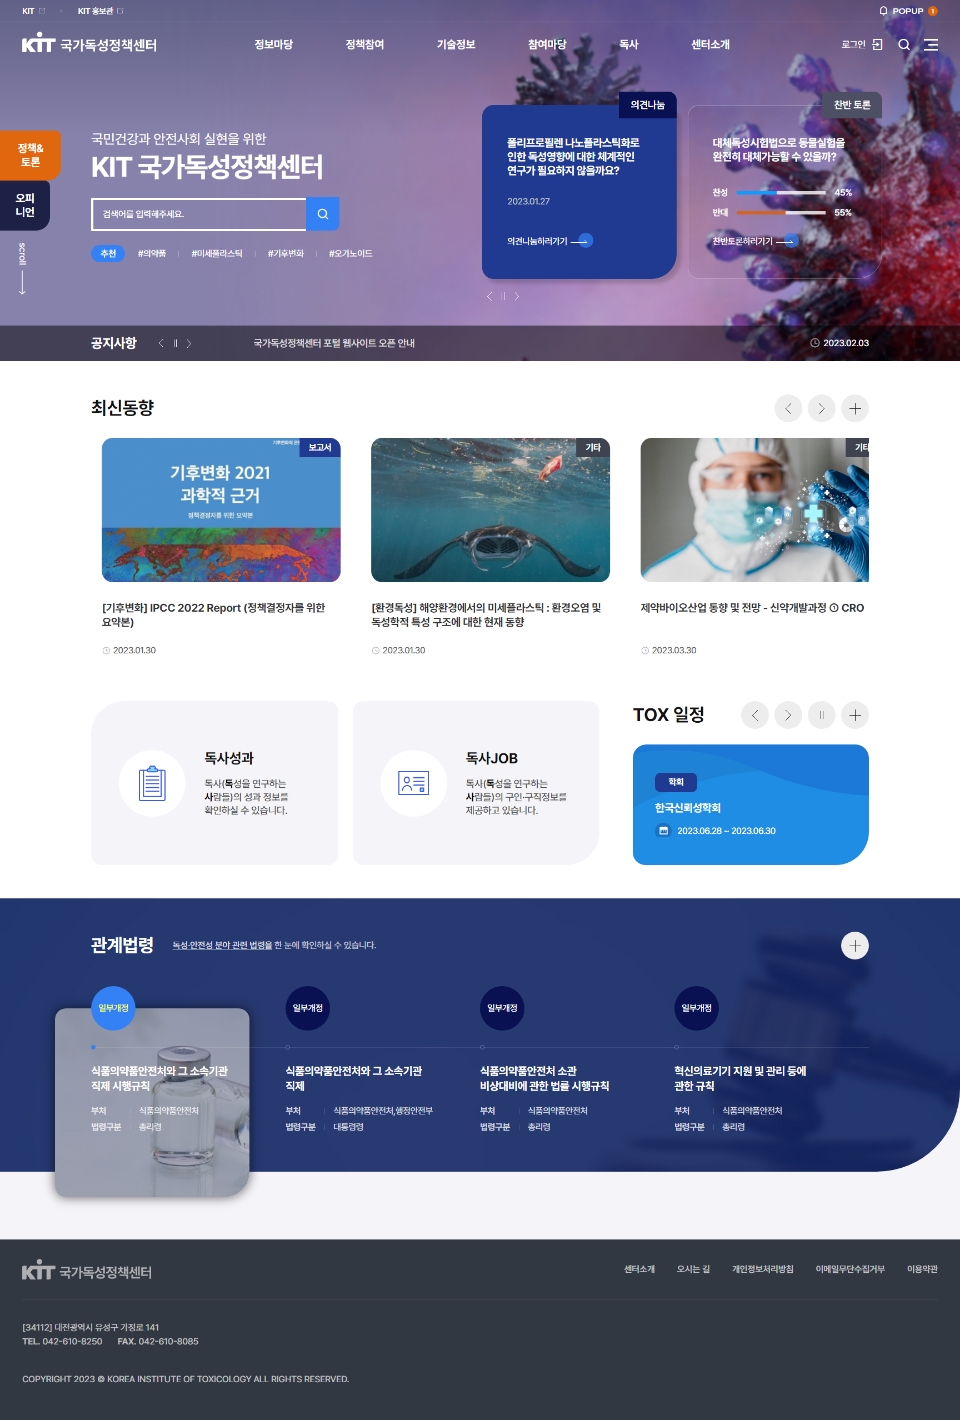 KIT
KIT 홍보관
POPUP 1
KIT 국가독성정책센터
정보마당
정책참여
기술정보
참여마당
독사
센터소개
로그인
정책&
토론
오피
니언
scroll
국민건강과 안전사회 실현을 위한
KIT 국가독성정책센터
검색어를 입력해주세요.
추천
#의약품
#미세플라스틱
#기후변화
#오가노이드
의견나눔
폴리프로필렌 나노플라스틱화로
인한 독성영향에 대한 체계적인
연구가 필요하지 않을까요?
2023.01.27
의견나눔하러가기
찬반 토론
대체독성시험법으로 동물실험을
완전히 대체가능할 수 있을까?
찬성 45%
반대 55%
찬반토론하러가기
공지사항
국가독성정책센터 포털 웹사이트 오픈 안내
2023.02.03
최신동향
보고서
기후변화 2021
과학적 근거
정책결정자를 위한 요약본
[기후변화] IPCC 2022 Report (정책결정자를 위한
요약본)
2023.01.30
기타
[환경독성] 해양환경에서의 미세플라스틱 : 환경오염 및
독성학적 특성 구조에 대한 현재 동향
2023.01.30
기타
제약바이오산업 동향 및 전망 - 신약개발과정 ① CRO
2023.03.30
독사성과
독사(독성을 연구하는
사람들)의 성과 정보를
확인하실 수 있습니다.
독사JOB
독사(독성을 연구하는
사람들)의 구인·구직정보를
제공하고 있습니다.
TOX 일정
학회
한국신뢰성학회
2023.06.28 ~ 2023.06.30
관계법령
독성·안전성 분야 관련 법령을 한 눈에 확인하실 수 있습니다.
일부개정
식품의약품안전처와 그 소속기관
직제 시행규칙
부처 식품의약품안전처
법령구분 총리령
일부개정
식품의약품안전처와 그 소속기관
직제
부처 식품의약품안전처,행정안전부
법령구분 대통령령
일부개정
식품의약품안전처 소관
비상대비에 관한 법률 시행규칙
부처 식품의약품안전처
법령구분 총리령
일부개정
혁신의료기기 지원 및 관리 등에
관한 규칙
부처 식품의약품안전처
법령구분 총리령
KIT 국가독성정책센터
센터소개
오시는 길
개인정보처리방침
이메일무단수집거부
이용약관
[34112] 대전광역시 유성구 가정로 141
TEL. 042-610-8250 FAX. 042-610-8085
COPYRIGHT 2023 © KOREA INSTITUTE OF TOXICOLOGY ALL RIGHTS RESERVED.